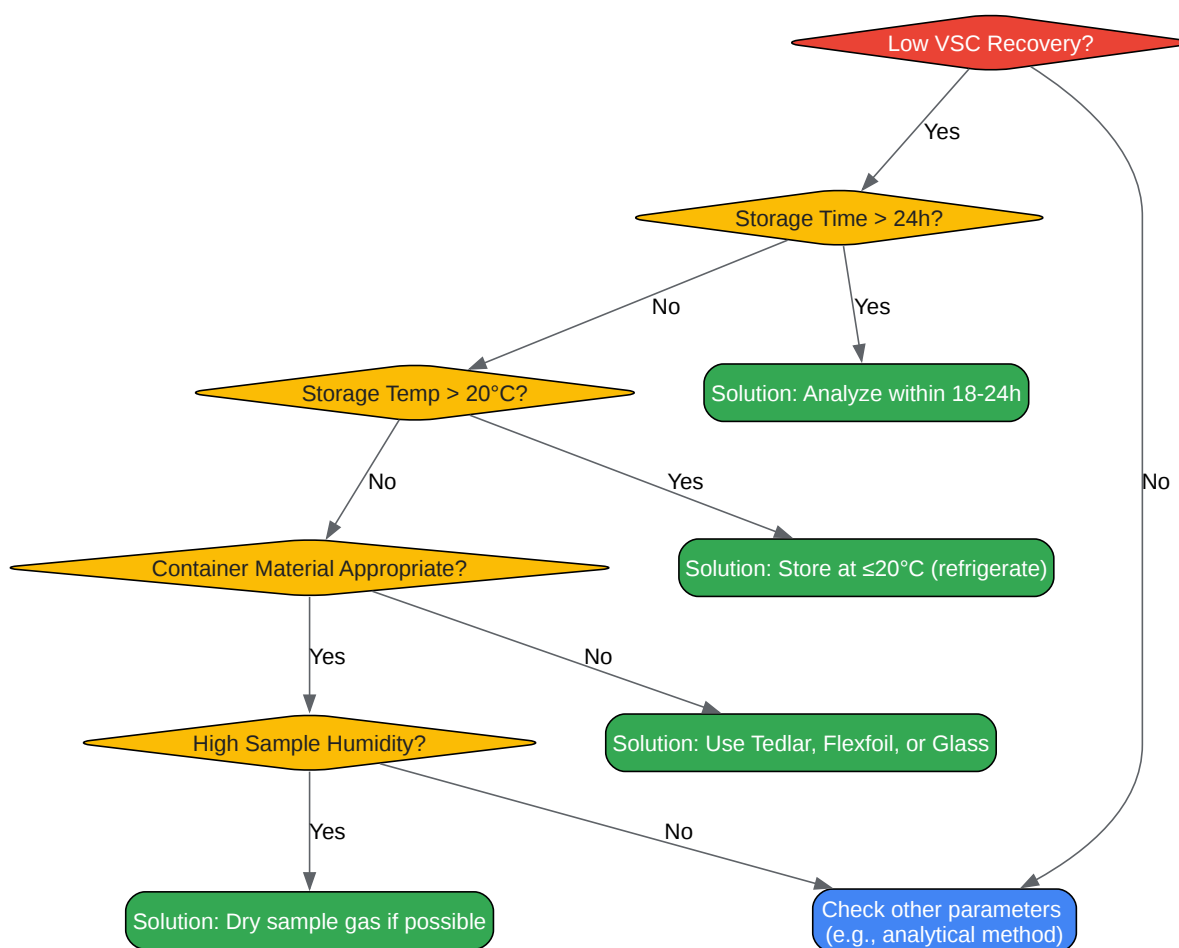 Low VSC Recovery?
Yes
Storage Time > 24h?
No
Yes
Storage Temp > 20°C?
Solution: Analyze within 18-24h
No
Yes
No
Container Material Appropriate?
Solution: Store at ≤20°C (refrigerate)
Yes
No
High Sample Humidity?
Solution: Use Tedlar, Flexfoil, or Glass
Yes
No
Solution: Dry sample gas if possible
Check other parameters
(e.g., analytical method)